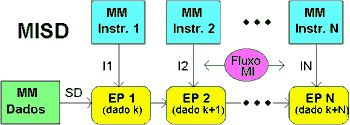 MISD
MM
Instr. 1
MM
Instr. 2
MM
Instr. N
I1
I2
Fluxo
MI
IN
MM
Dados
SD
EP 1
(dado k)
EP 2
(dado k+1)
EP N
(dado k+N)